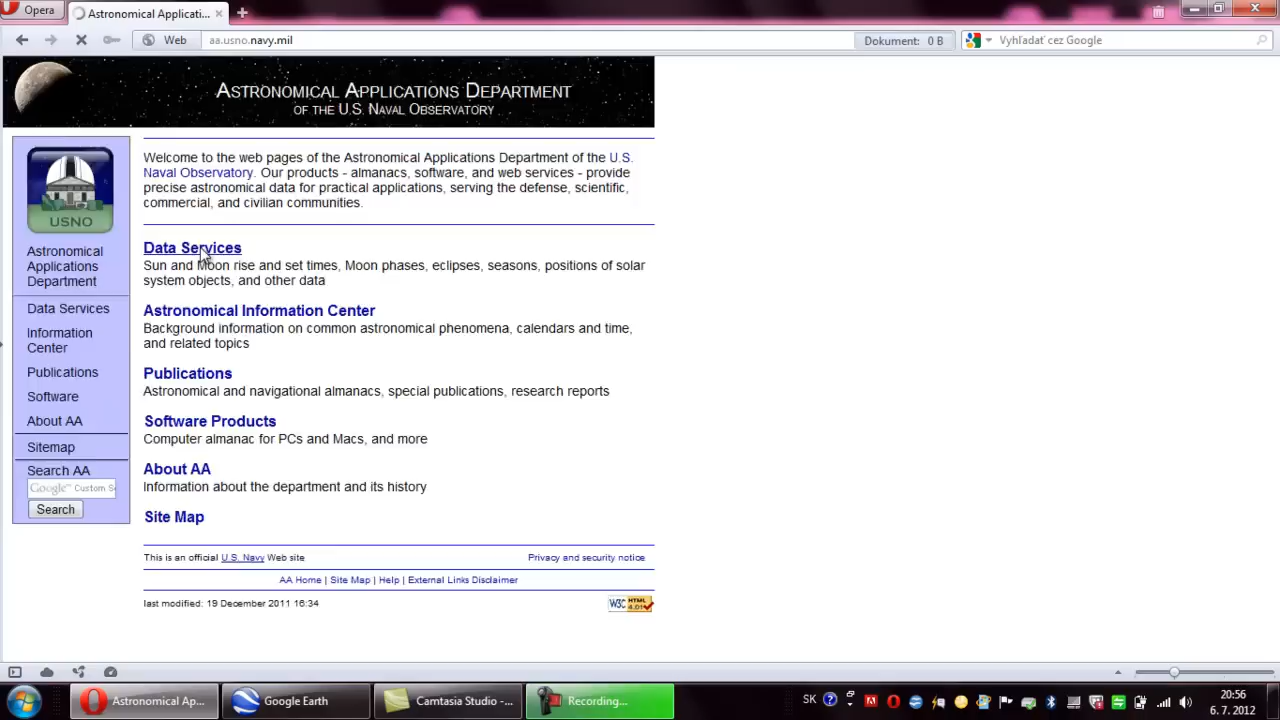 Opera
Astronomical Applicati...
Web
aa.usno.navy.mil
Dokument: 0 B
Vyhľadať cez Google
ASTRONOMICAL APPLICATIONS DEPARTMENT
OF THE U.S. NAVAL OBSERVATORY
USNO
Astronomical
Applications
Department
Data Services
Information
Center
Publications
Software
About AA
Sitemap
Search AA
Google™ Custom S
Search
Welcome to the web pages of the Astronomical Applications Department of the U.S.
Naval Observatory. Our products - almanacs, software, and web services - provide
precise astronomical data for practical applications, serving the defense, scientific,
commercial, and civilian communities.
Data Services
Sun and Moon rise and set times, Moon phases, eclipses, seasons, positions of solar
system objects, and other data
Astronomical Information Center
Background information on common astronomical phenomena, calendars and time,
and related topics
Publications
Astronomical and navigational almanacs, special publications, research reports
Software Products
Computer almanac for PCs and Macs, and more
About AA
Information about the department and its history
Site Map
This is an official U.S. Navy Web site
Privacy and security notice
AA Home | Site Map | Help | External Links Disclaimer
last modified: 19 December 2011 16:34
W3C HTML 4.01
Astronomical Ap...
Google Earth
Camtasia Studio -...
Recording...
SK
20:56
6. 7. 2012